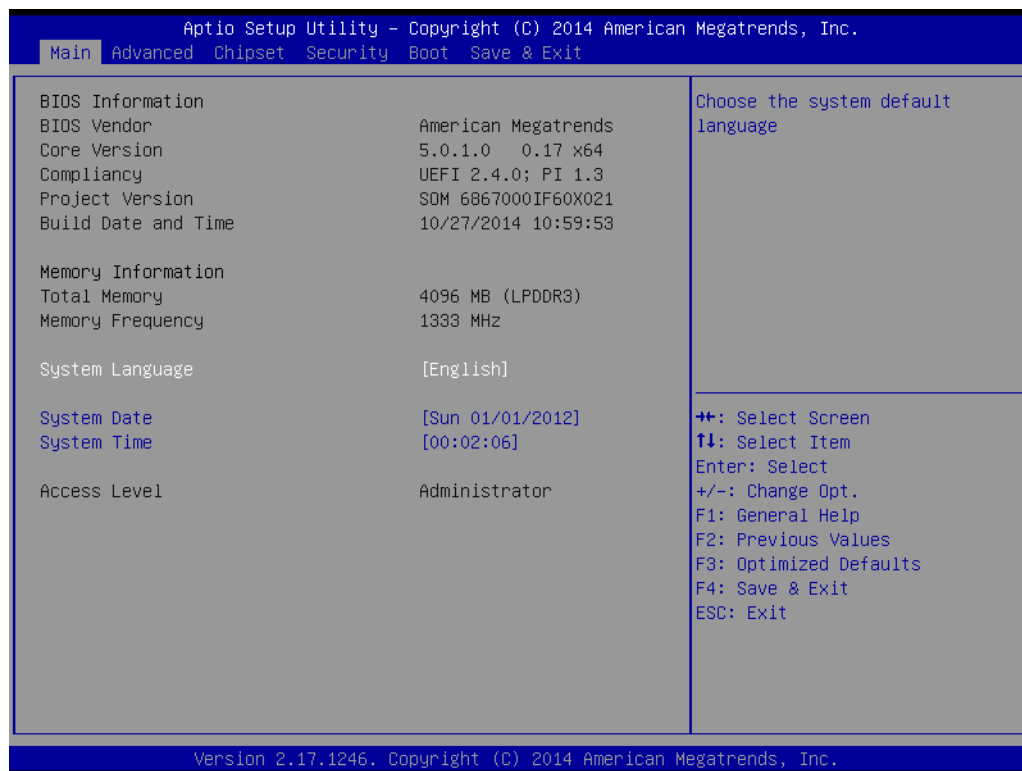 Aptio Setup Utility – Copyright (C) 2014 American Megatrends, Inc.
Main Advanced Chipset Security Boot Save & Exit
BIOS Information
BIOS Vendor American Megatrends
Core Version 5.0.1.0 0.17 x64
Compliancy UEFI 2.4.0; PI 1.3
Project Version SOM 6867000IF60X021
Build Date and Time 10/27/2014 10:59:53
Memory Information
Total Memory 4096 MB (LPDDR3)
Memory Frequency 1333 MHz
System Language [English]
System Date [Sun 01/01/2012]
System Time [00:02:06]
Access Level Administrator
Choose the system default
language
→←: Select Screen
↑↓: Select Item
Enter: Select
+/-: Change Opt.
F1: General Help
F2: Previous Values
F3: Optimized Defaults
F4: Save & Exit
ESC: Exit
Version 2.17.1246. Copyright (C) 2014 American Megatrends, Inc.